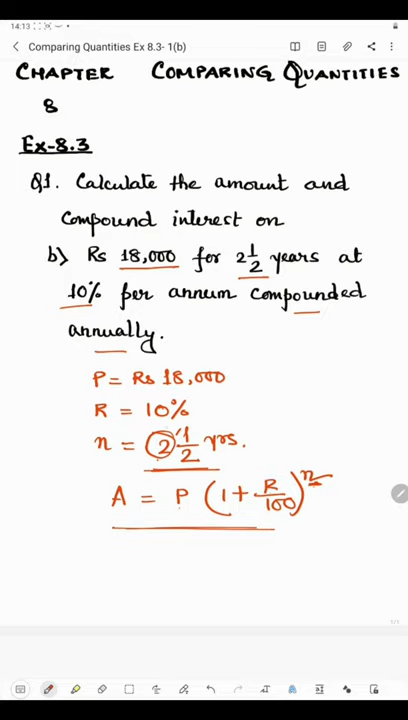 14:13
Comparing Quantities Ex 8.3- 1(b)
CHAPTER COMPARING QUANTITIES
8
Ex-8.3
Q1. Calculate the amount and
Compound interest on
b) Rs 18,000 for 2 1/2 years at
10% per annum compounded
annually.
P = Rs 18,000
R = 10%
n = 2 1/2 yrs.
A = P (1 + R/100)^n